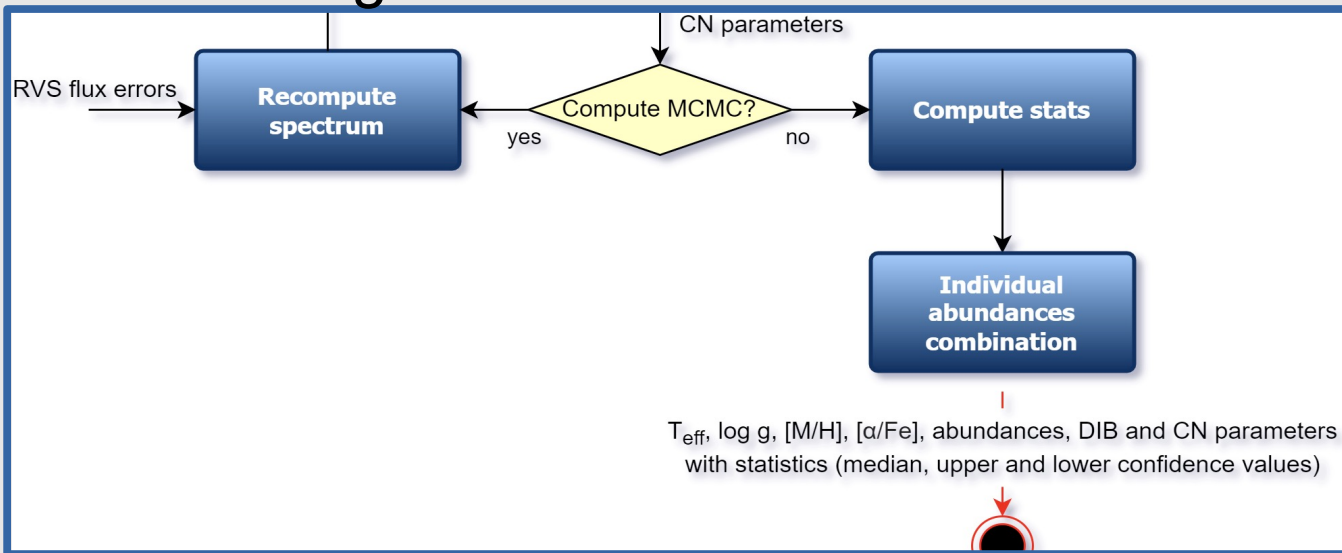 CN parameters
RVS flux errors
Recompute
spectrum
Compute MCMC?
yes
no
Compute stats
Individual
abundances
combination
T_eff, log g, [M/H], [α/Fe], abundances, DIB and CN parameters
with statistics (median, upper and lower confidence values)